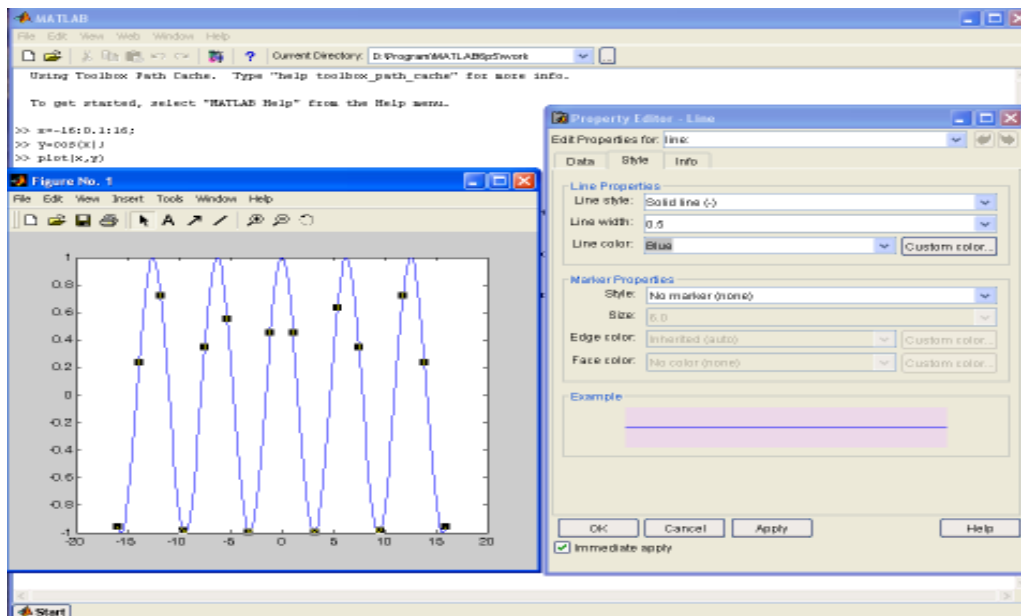 MATLAB
File Edit View Web Window Help
Current Directory: D:\Program\MATLAB6p5\work
Using Toolbox Path Cache. Type "help toolbox_path_cache" for more info.
To get started, select "MATLAB Help" from the Help menu.
>> x=-16:0.1:16;
>> y=cos(x);
>> plot(x,y)
Figure No. 1
File Edit View Insert Tools Window Help
A
1
0.8
0.6
0.4
0.2
0
-0.2
-0.4
-0.6
-0.8
-1
-20 -15 -10 -5 0 5 10 15 20
Property Editor - Line
Edit Properties for: line:
Data Style Info
Line Properties
Line style: Solid line (-)
Line width: 0.5
Line color: Blue Custom color...
Marker Properties
Style: No marker (none)
Size: 6.0
Edge color: Inherited (auto) Custom color...
Face color: No color (none) Custom color...
Example
OK Cancel Apply Help
Immediate apply
Start